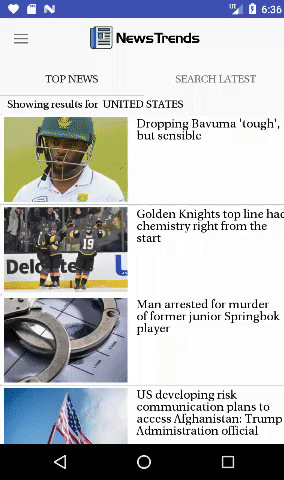 6:36
NewsTrends
TOP NEWS
SEARCH LATEST
Showing results for UNITED STATES
Dropping Bavuma 'tough',
but sensible
Golden Knights top line had
chemistry right from the
start
19
Man arrested for murder
of former junior Springbok
player
US developing risk
communication plans to
access Afghanistan: Trump
Administration official